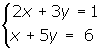 2x + 3y = 1
x + 5y = 6